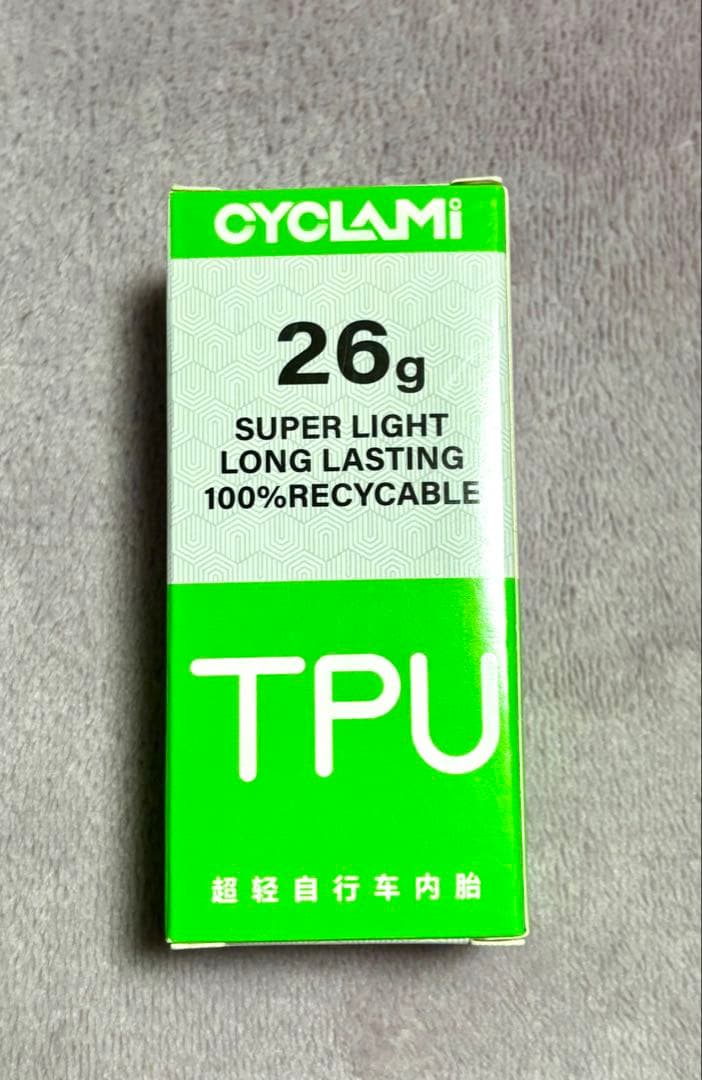 CYCLAMi
26g
SUPER LIGHT
LONG LASTING
100%RECYCABLE
TPU
超轻自行车内胎